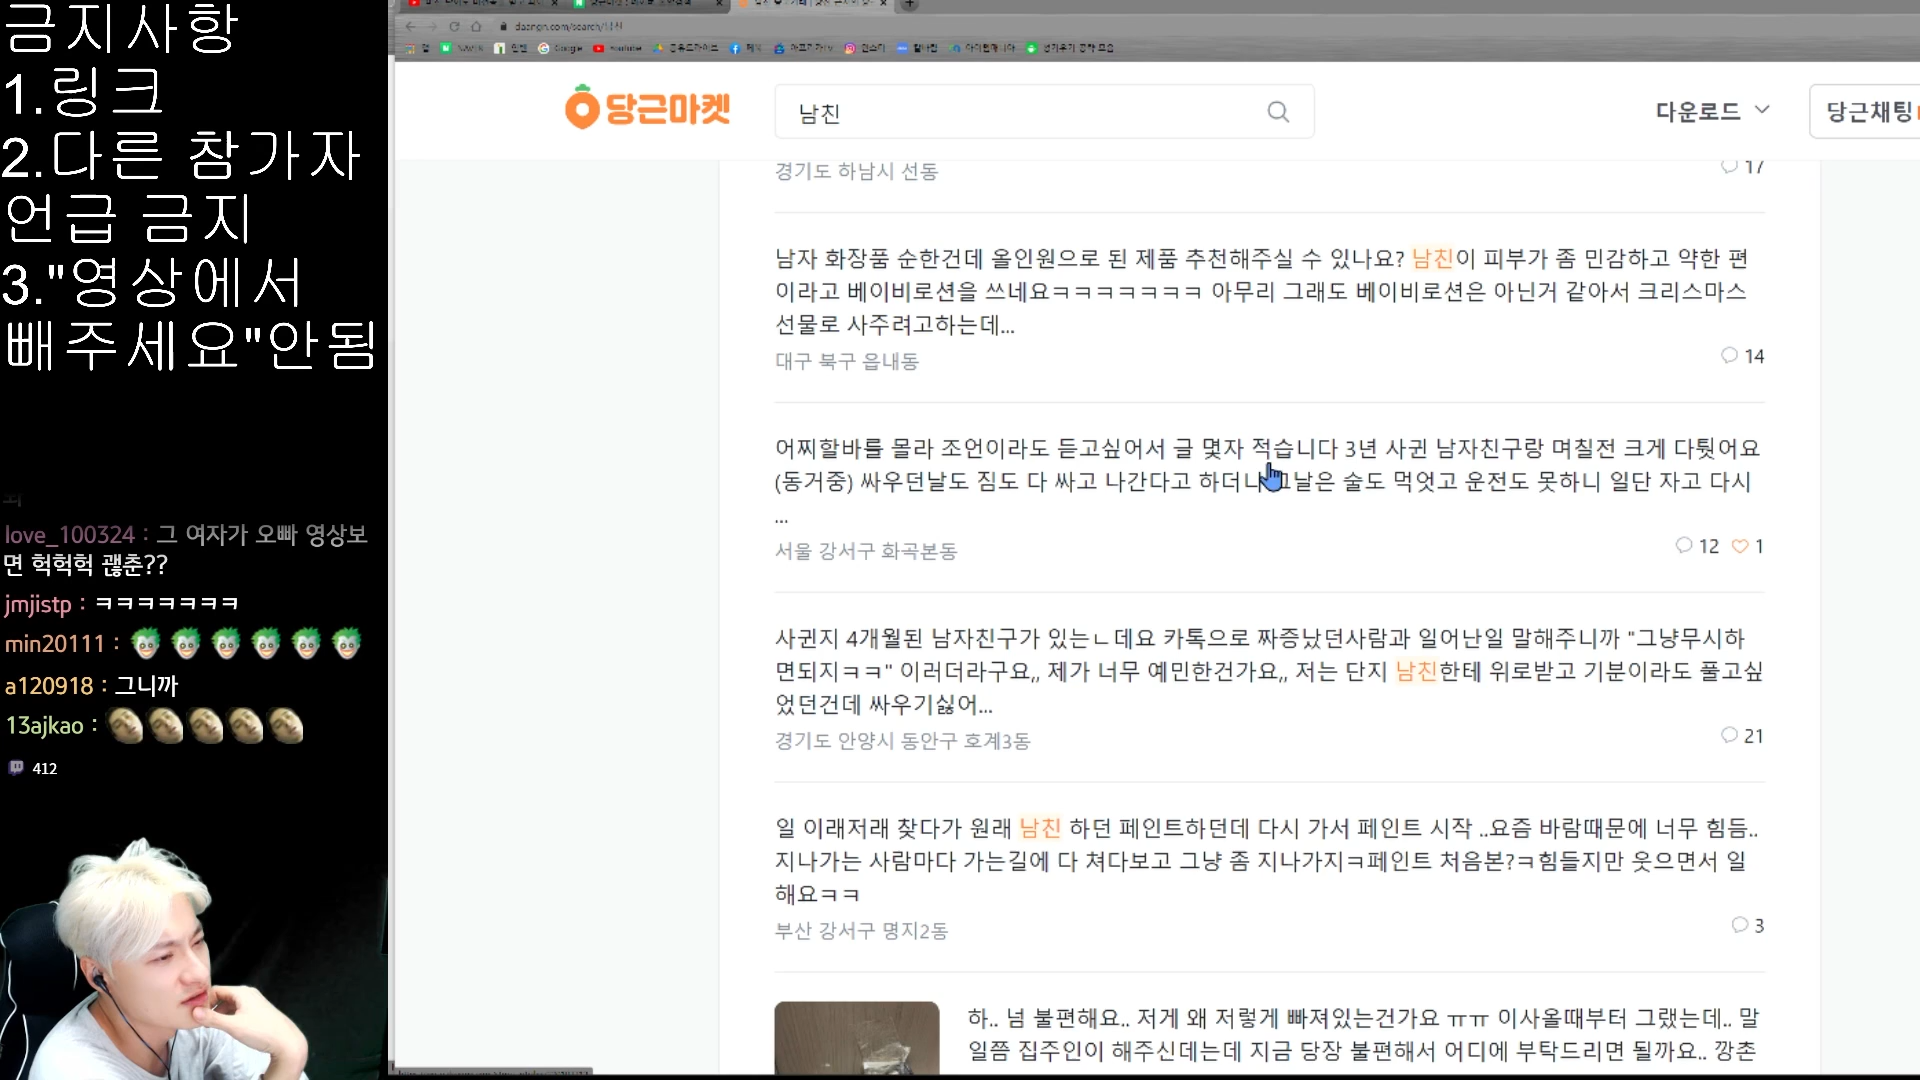 금지사항
1.링크
2.다른 참가자
언급 금지
3."영상에서
빼주세요"안됨
love_100324 : 그 여자가 오빠 영상보
면 헉헉헉 괞춘??
jmjistp : ㅋㅋㅋㅋㅋㅋㅋ
min20111 :
a120918 : 그니까
13ajkao :
412
daangn.com/search/남친
NAVER
Google
Youtube
당근마켓
남친
다운로드
당근채팅
경기도 하남시 선동
17
남자 화장품 순한건데 올인원으로 된 제품 추천해주실 수 있나요? 남친이 피부가 좀 민감하고 약한 편
이라고 베이비로션을 쓰네요ㅋㅋㅋㅋㅋㅋㅋ 아무리 그래도 베이비로션은 아닌거 같아서 크리스마스
선물로 사주려고하는데...
대구 북구 읍내동
14
어찌할바를 몰라 조언이라도 듣고싶어서 글 몇자 적습니다 3년 사귄 남자친구랑 며칠전 크게 다퉛어요
(동거중) 싸우던날도 짐도 다 싸고 나간다고 하더니 그날은 술도 먹엇고 운전도 못하니 일단 자고 다시
...
서울 강서구 화곡본동
12
1
사귄지 4개월된 남자친구가 있는ㄴ데요 카톡으로 짜증났던사람과 일어난일 말해주니까 "그냥무시하
면되지ㅋㅋ" 이러더라구요,, 제가 너무 예민한건가요,, 저는 단지 남친한테 위로받고 기분이라도 풀고싶
었던건데 싸우기싫어...
경기도 안양시 동안구 호계3동
21
일 이래저래 찾다가 원래 남친 하던 페인트하던데 다시 가서 페인트 시작 ..요즘 바람때문에 너무 힘듬..
지나가는 사람마다 가는길에 다 쳐다보고 그냥 좀 지나가지ㅋ페인트 처음본?ㅋ힘들지만 웃으면서 일
해요ㅋㅋ
부산 강서구 명지2동
3
하.. 넘 불편해요.. 저게 왜 저렇게 빠져있는건가요 ㅠㅠ 이사올때부터 그랬는데.. 말
일쯤 집주인이 해주신데는데 지금 당장 불편해서 어디에 부탁드리면 될까요.. 깡촌